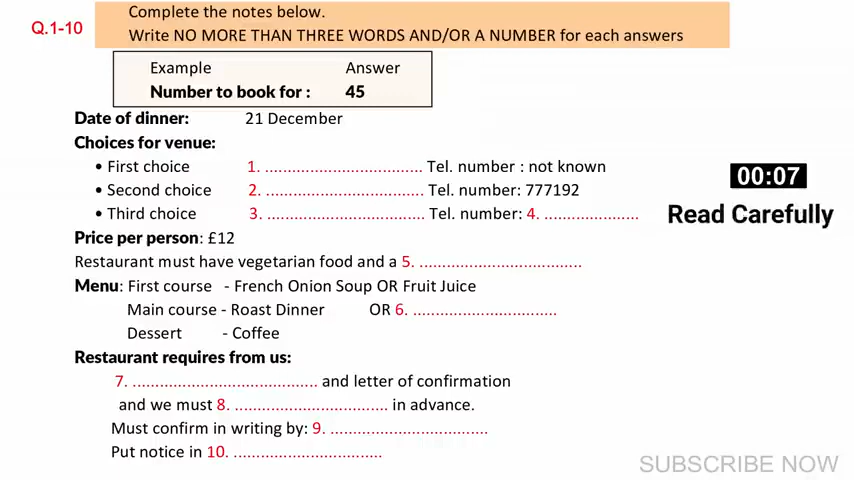 Q.1-10
Complete the notes below.
Write NO MORE THAN THREE WORDS AND/OR A NUMBER for each answers
Example Answer
Number to book for : 45
Date of dinner: 21 December
Choices for venue:
• First choice 1. .................................. Tel. number : not known
• Second choice 2. .................................. Tel. number: 777192
• Third choice 3. .................................. Tel. number: 4. ....................
00:07
Read Carefully
Price per person: £12
Restaurant must have vegetarian food and a 5. ...................................
Menu: First course - French Onion Soup OR Fruit Juice
Main course - Roast Dinner OR 6. ...............................
Dessert - Coffee
Restaurant requires from us:
7. ........................................ and letter of confirmation
and we must 8. ................................. in advance.
Must confirm in writing by: 9. ..................................
Put notice in 10. ................................
SUBSCRIBE NOW